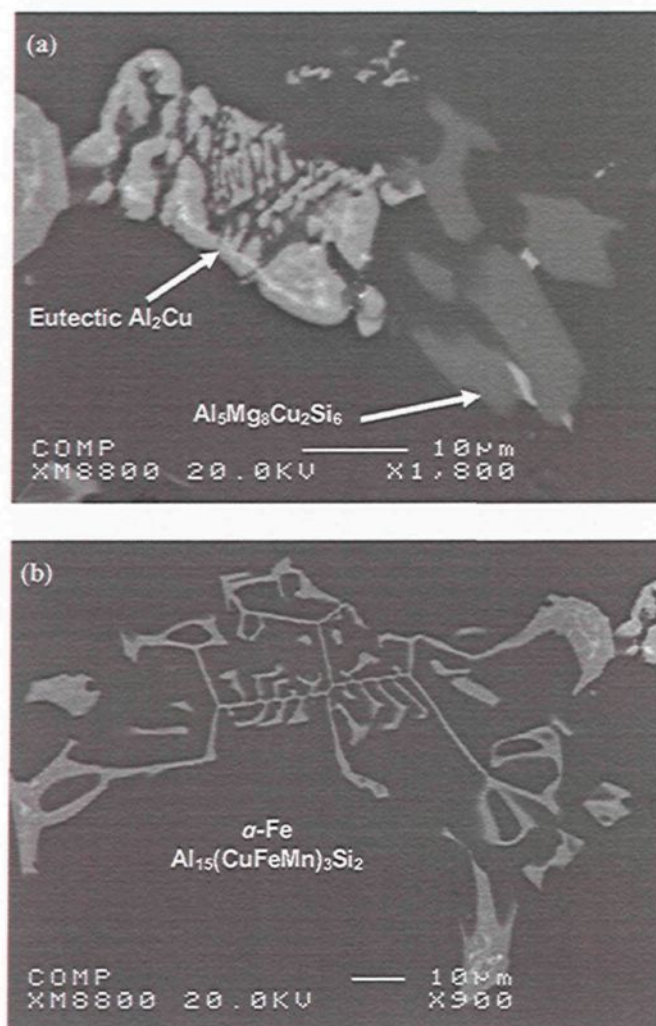 (a)
Eutectic Al₂Cu
Al₅Mg₈Cu₂Si₆
COMP 10μm
XM8800 20.0KV X1,800
(b)
α-Fe
Al₁₅(CuFeMn)₃Si₂
COMP 10μm
XM8800 20.0KV X900